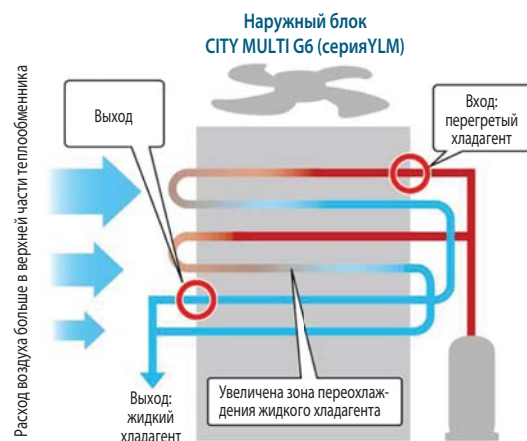 Наружный блок
CITY MULTI G6 (серияYLM)
Расход воздуха больше в верхней части теплообменника
Выход
Вход:
перегретый
хладагент
Увеличена зона переохлаж-
дения жидкого хладагента
Выход:
жидкий
хладагент